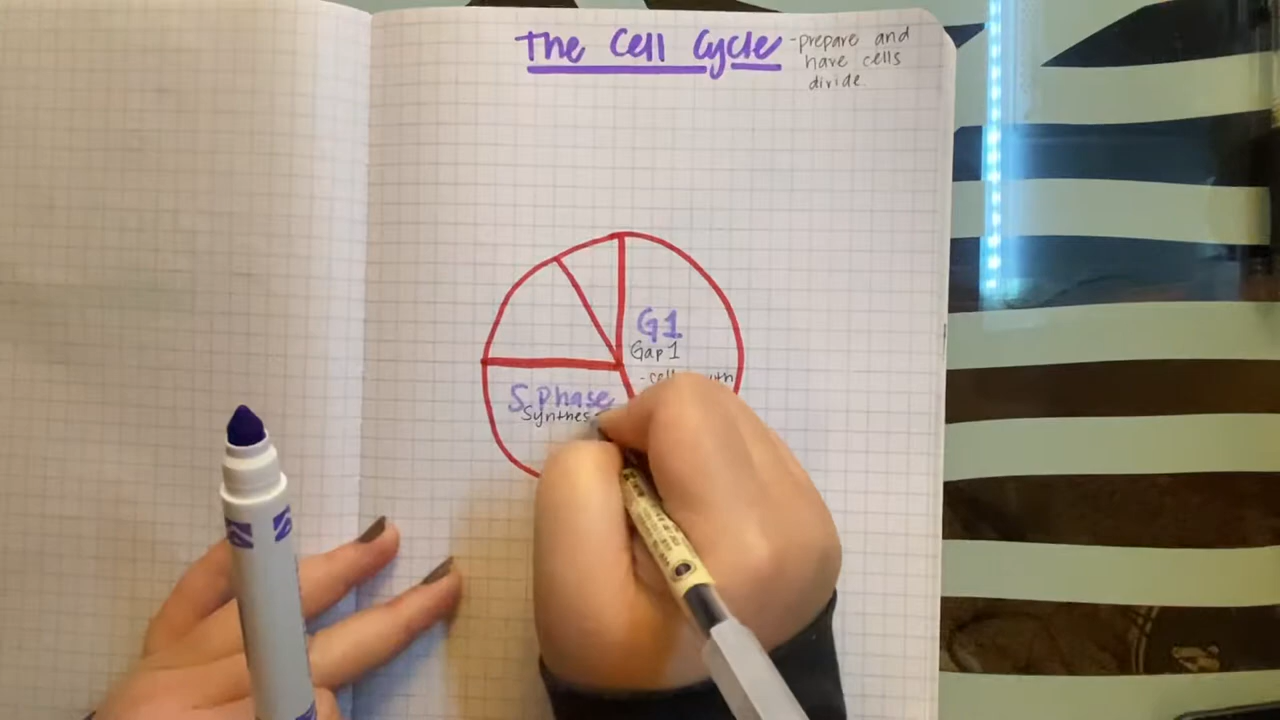 The Cell Cycle
-prepare and
have cells
divide.
G1
Gap 1
S Phase